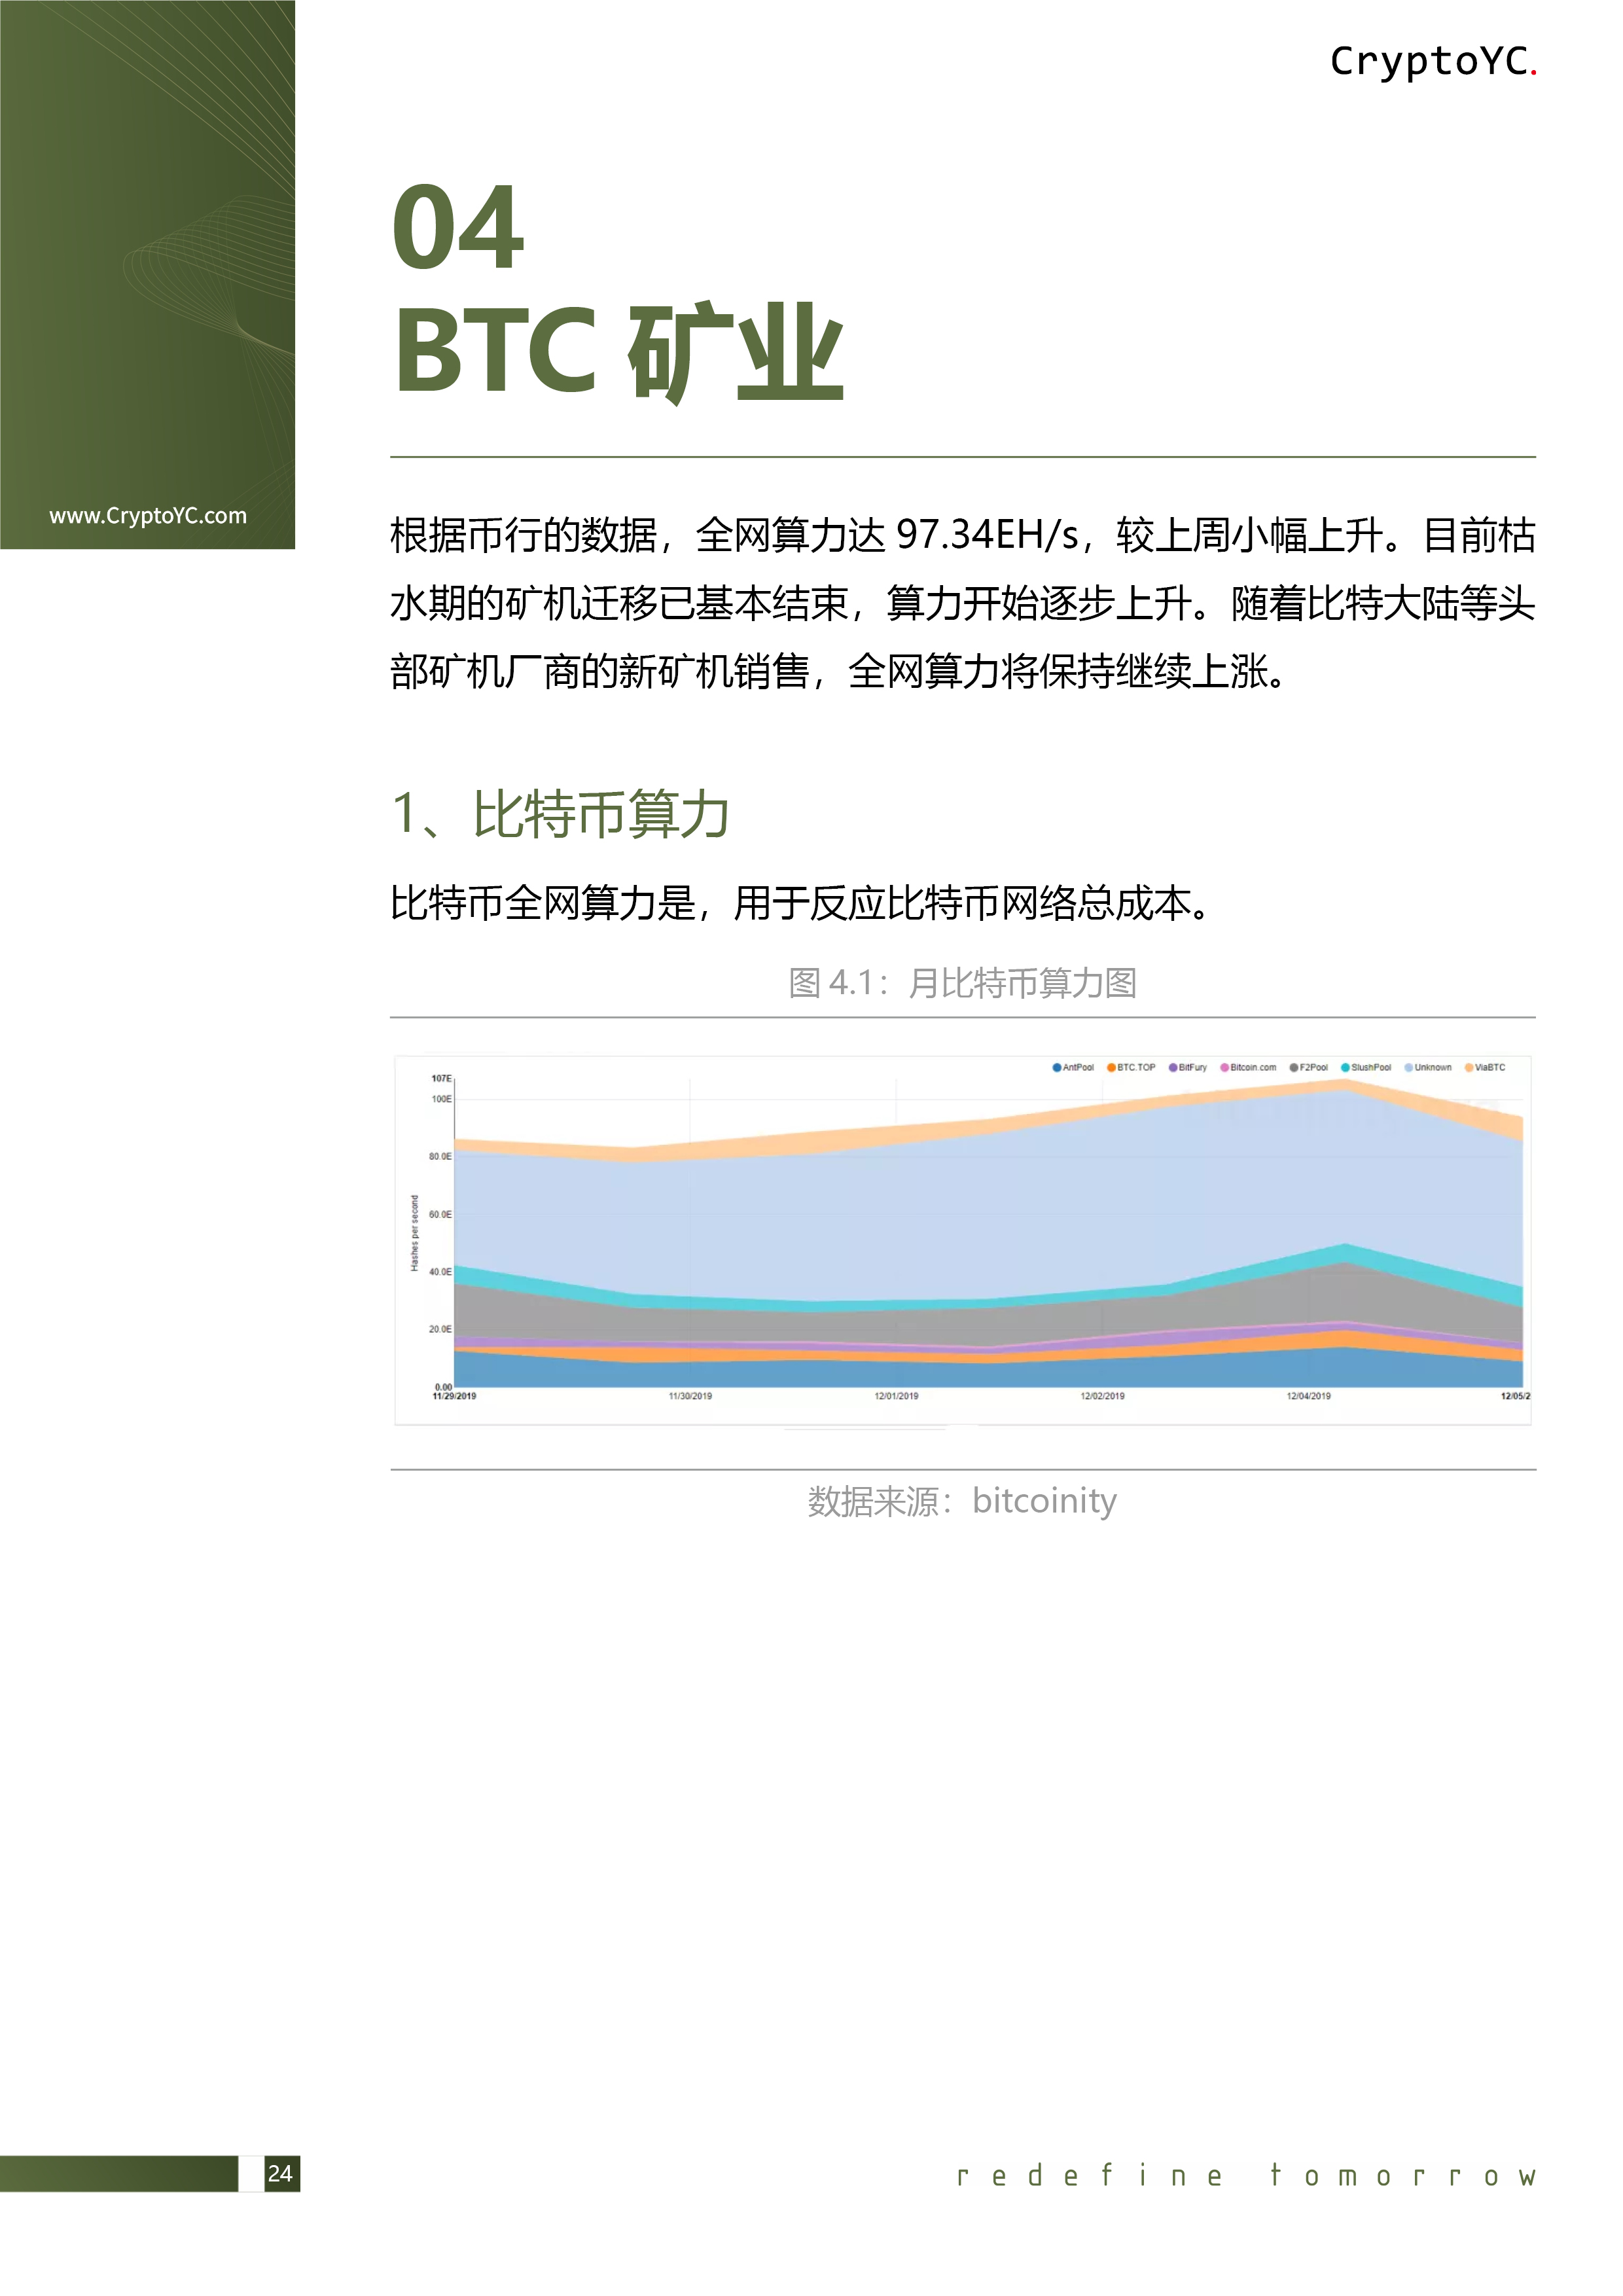 CryptoYC.
04
BTC 矿业
www.CryptoYC.com
根据币行的数据，全网算力达 97.34EH/s，较上周小幅上升。目前枯
水期的矿机迁移已基本结束，算力开始逐步上升。随着比特大陆等头
部矿机厂商的新矿机销售，全网算力将保持继续上涨。
1、比特币算力
比特币全网算力是，用于反应比特币网络总成本。
图 4.1：月比特币算力图
AntPool BTC.TOP BitFury Bitcoin.com F2Pool SlushPool Unknown ViaBTC
107E
100E
80.0E
60.0E
40.0E
20.0E
0.00
Hashes per second
11/29/2019 11/30/2019 12/01/2019 12/02/2019 12/04/2019 12/05/2
数据来源：bitcoinity
24
redefine tomorrow